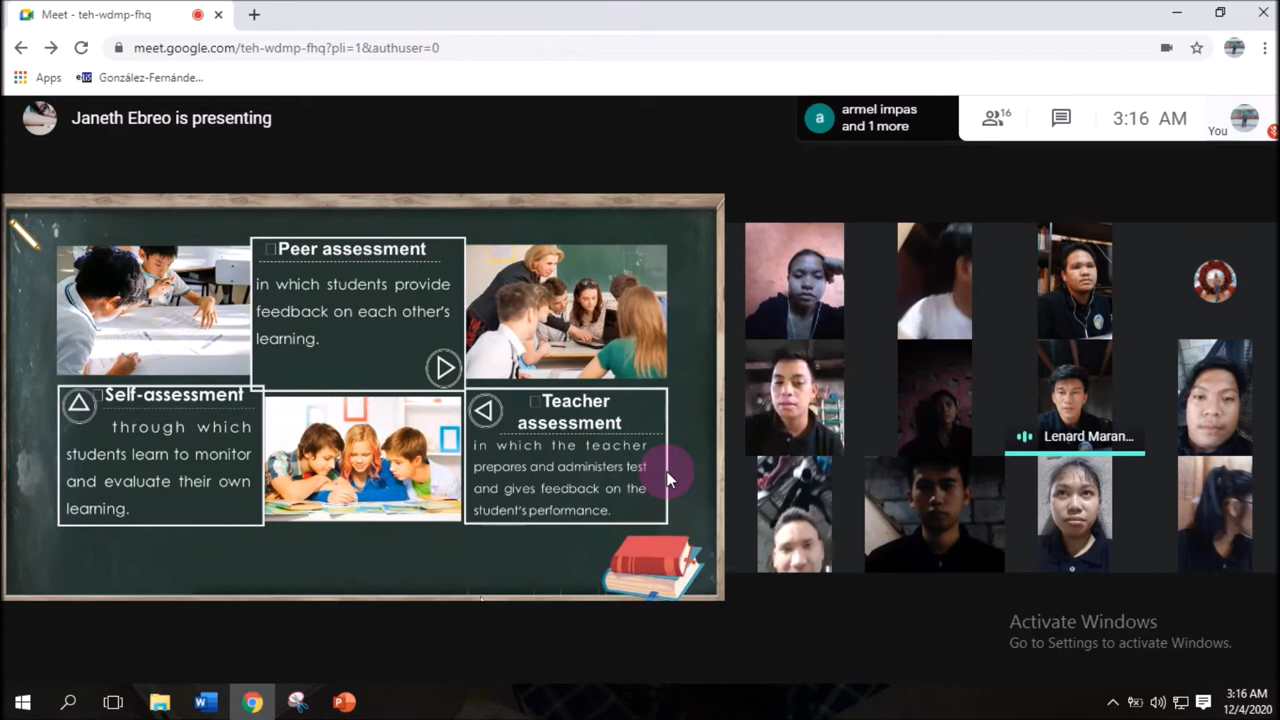 Meet - teh-wdmp-fhq
meet.google.com/teh-wdmp-fhq?pli=1&authuser=0
Apps
González-Fernánde...
Janeth Ebreo is presenting
a
armel impas
and 1 more
16
3:16 AM
You
Peer assessment
in which students provide
feedback on each other's
learning.
Self-assessment
through which
students learn to monitor
and evaluate their own
learning.
Teacher
assessment
in which the teacher
prepares and administers test
and gives feedback on the
student's performance.
Lenard Maran...
Activate Windows
Go to Settings to activate Windows.
3:16 AM
12/4/2020